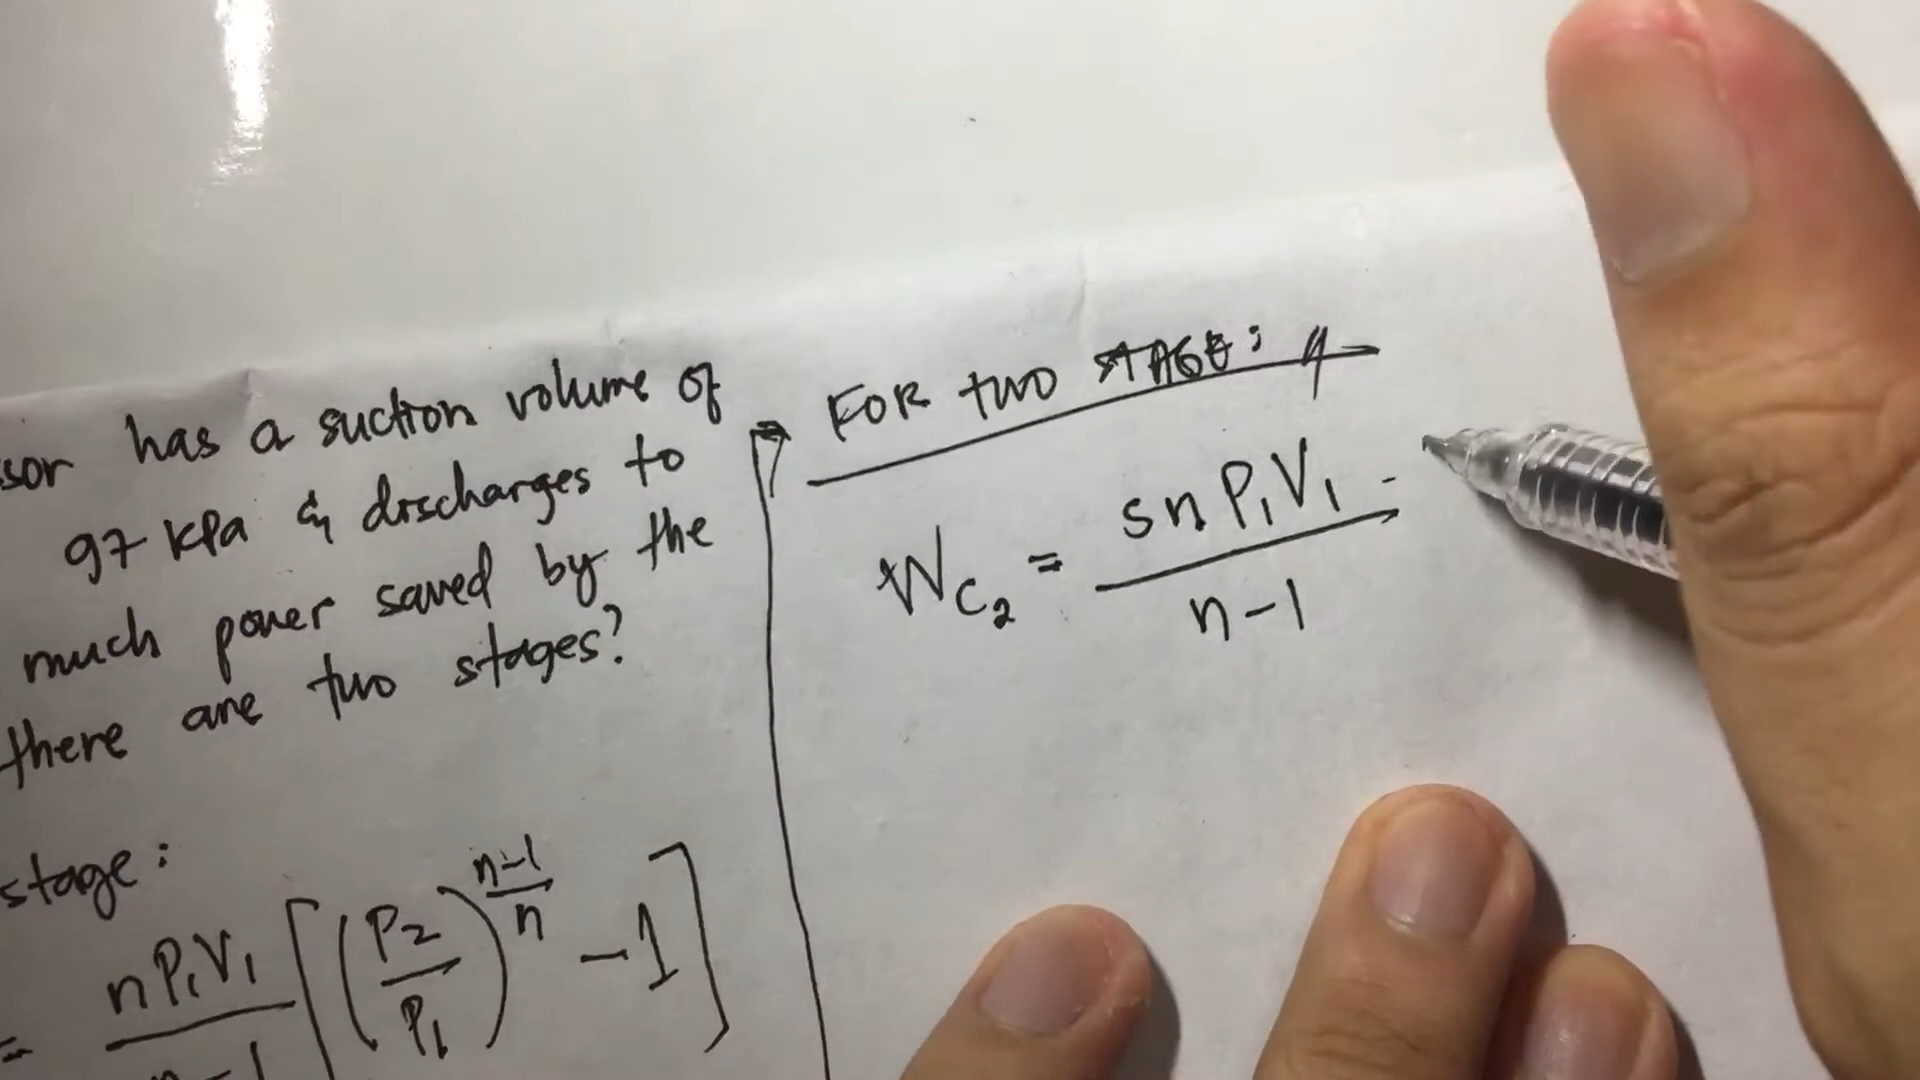 sor has a suction volume of
97 kPa & discharges to
much power saved by the
there are two stages?
stage:
= nP₁V₁ / n-1 [(P₂/P₁)^(n-1/n) - 1]
FOR TWO STAGE:
W_C₂ = snP₁V₁ / n-1